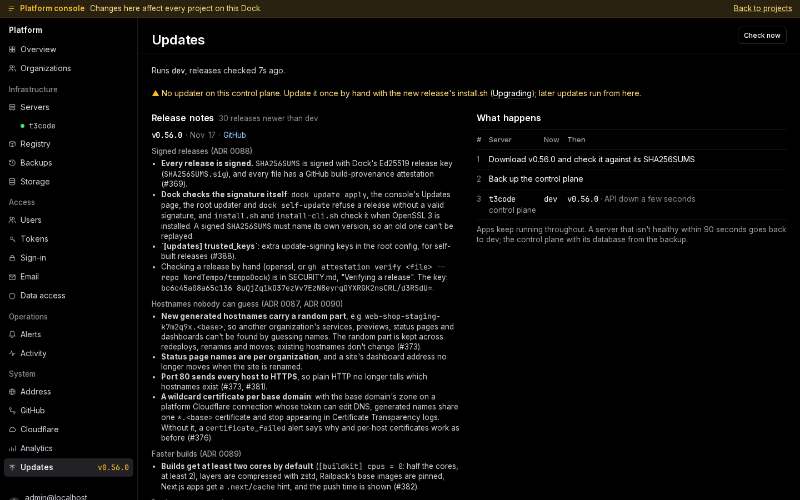 Platform console Changes here affect every project on this Dock. Back to projects
Platform
Overview
Organizations
Infrastructure
Servers
t3code
Registry
Backups
Storage
Access
Users
Tokens
Sign-in
Email
Data access
Operations
Alerts
Activity
System
Address
GitHub
Cloudflare
Analytics
Updates v0.56.0
admin@localhost
Updates
Check now
Runs dev, releases checked 7s ago.
No updater on this control plane. Update it once by hand with the new release's install.sh (Upgrading); later updates run from here.
Release notes 30 releases newer than dev
v0.56.0 · Nov 17 · GitHub
Signed releases (ADR 0088)
• Every release is signed. SHA256SUMS is signed with Dock's Ed25519 release key
(SHA256SUMS.sig), and every file has a GitHub build-provenance attestation
(#369).
• Dock checks the signature itself: dock update apply, the console's Updates
page, the root updater and dock self-update refuse a release without a valid
signature, and install.sh and install-cli.sh check it when OpenSSL 3 is
installed. A signed SHA256SUMS must name its own version, so an old one can't be
replayed.
• `[updates] trusted_keys`: extra update-signing keys in the root config, for self-
built releases (#388).
• Checking a release by hand (openssl, or gh attestation verify <file> --
repo NordTempo/tempoDock) is in SECURITY.md, "Verifying a release". The key:
Hostnames nobody can guess (ADR 0087, ADR 0090)
• New generated hostnames carry a random part, e.g. web-shop-staging-
k7m2q9x.<base>, so another organization's services, previews, status pages and
dashboards can't be found by guessing names. The random part is kept across
redeploys, renames and moves; existing hostnames don't change (#373).
• Status page names are per organization, and a site's dashboard address no
longer moves when the site is renamed.
• Port 80 sends every host to HTTPS, so plain HTTP no longer tells which
hostnames exist (#373, #381).
• A wildcard certificate per base domain: with the base domain's zone on a
platform Cloudflare connection whose token can edit DNS, generated names share
one *.<base> certificate and stop appearing in Certificate Transparency logs.
Without it, a certificate_failed alert says why and per-host certificates work as
before (#376).
Faster builds (ADR 0089)
• Builds get at least two cores by default ([buildkit] cpus = 0: half the cores,
at least 2), layers are compressed with zstd, Railpack's base images are pinned,
Next.js apps get a .next/cache hint, and the push time is shown (#382).
What happens
# Server Now Then
1 Download v0.56.0 and check it against its SHA256SUMS
2 Back up the control plane
3 t3code dev v0.56.0 · API down a few seconds
control plane
Apps keep running throughout. A server that isn't healthy within 90 seconds goes back
to dev; the control plane with its database from the backup.